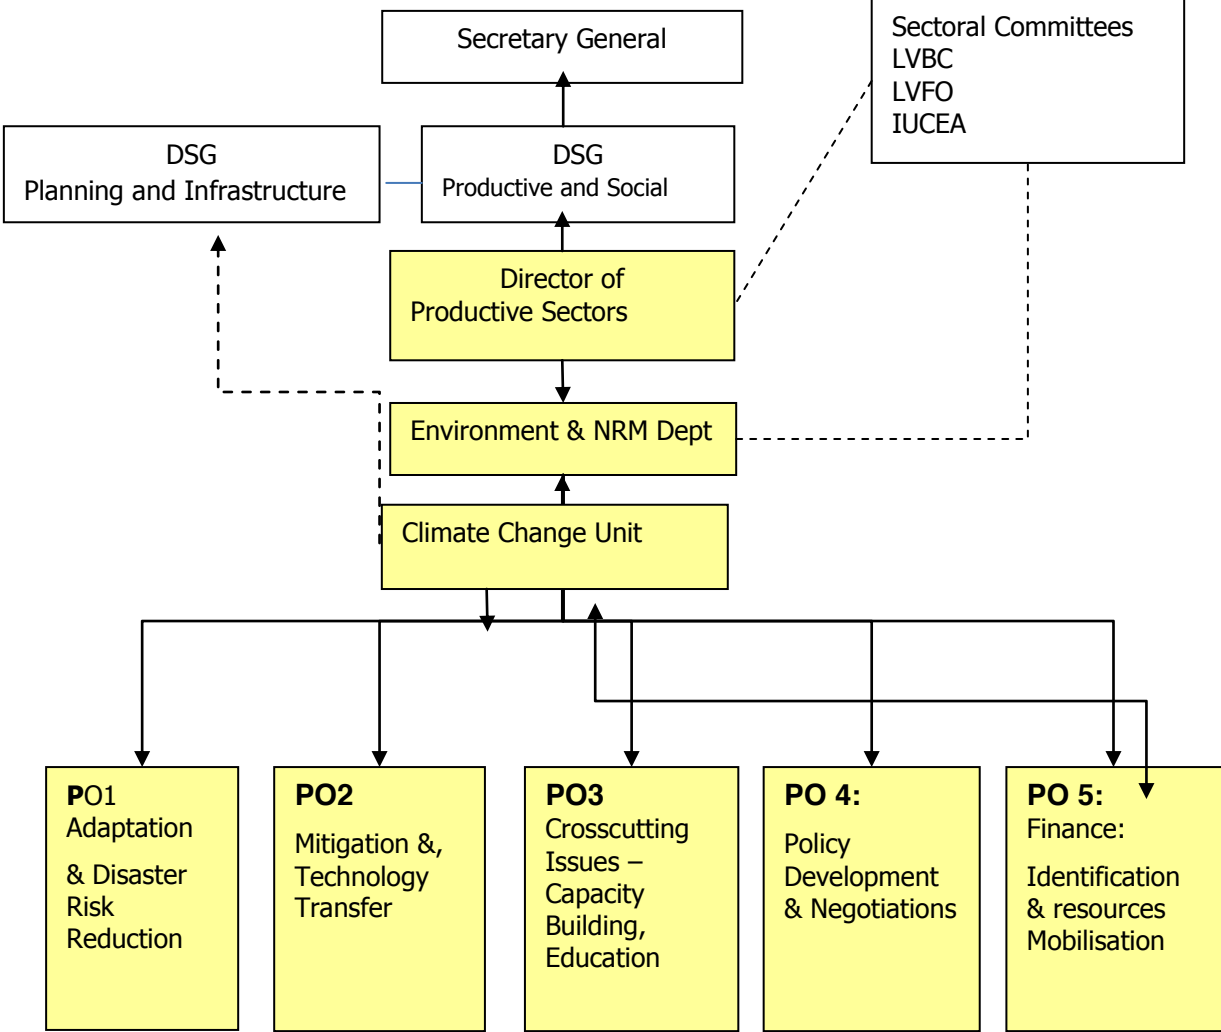 Secretary General
Sectoral Committees
LVBC
LVFO
IUCEA
DSG
Planning and Infrastructure
DSG
Productive and Social
Director of
Productive Sectors
Environment & NRM Dept
Climate Change Unit
PO1
Adaptation
& Disaster
Risk
Reduction
PO2
Mitigation &,
Technology
Transfer
PO3
Crosscutting
Issues –
Capacity
Building,
Education
PO 4:
Policy
Development
& Negotiations
PO 5:
Finance:
Identification
& resources
Mobilisation